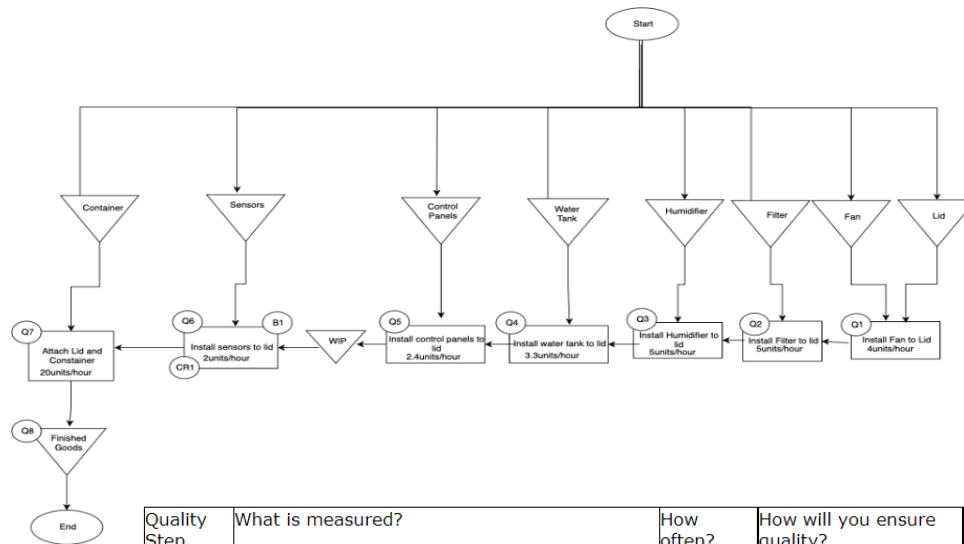 Start
Container
Sensors
Control
Panels
Water
Tank
Humidifier
Filter
Fan
Lid
Q7
Attach Lid and
Constainer
20units/hour
Q6
B1
Install sensors to lid
2units/hour
CR1
WIP
Q5
Install control panels to
lid
2.4units/hour
Q4
Install water tank to lid
3.3units/hour
Q3
Install Humidifier to
lid
5units/hour
Q2
Install Filter to lid
5units/hour
Q1
Install Fan to Lid
4units/hour
Q8
Finished
Goods
End
Quality
Step
What is measured?
How
often?
How will you ensure
quality?